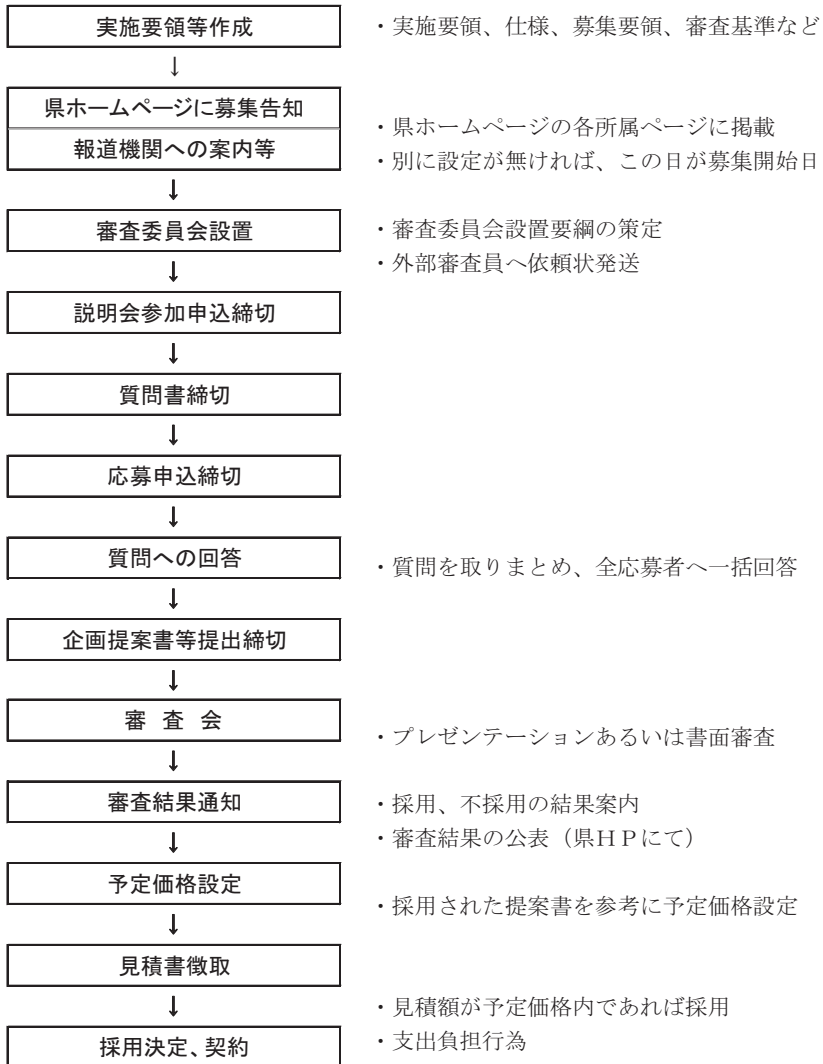 実施要領等作成
・実施要領、仕様、募集要領、審査基準など
↓
県ホームページに募集告知
報道機関への案内等
・県ホームページの各所属ページに掲載
・別に設定が無ければ、この日が募集開始日
↓
審査委員会設置
・審査委員会設置要綱の策定
・外部審査員へ依頼状発送
↓
説明会参加申込締切
↓
質問書締切
↓
応募申込締切
↓
質問への回答
・質問を取りまとめ、全応募者へ一括回答
↓
企画提案書等提出締切
↓
審 査 会
・プレゼンテーションあるいは書面審査
↓
審査結果通知
・採用、不採用の結果案内
・審査結果の公表（県ＨＰにて）
↓
予定価格設定
・採用された提案書を参考に予定価格設定
↓
見積書徴取
↓
・見積額が予定価格内であれば採用
採用決定、契約
・支出負担行為